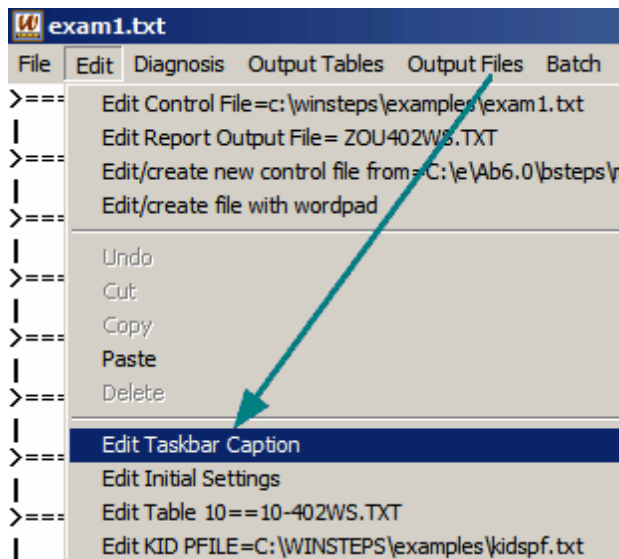 exam1.txt
File Edit Diagnosis Output Tables Output Files Batch
Edit Control File=c:\winsteps\examples\exam1.txt
Edit Report Output File= ZOU402WS.TXT
Edit/create new control file from=C:\e\Ab6.0\bsteps\
Edit/create file with wordpad
Undo
Cut
Copy
Paste
Delete
Edit Taskbar Caption
Edit Initial Settings
Edit Table 10==10-402WS.TXT
Edit KID PFILE=C:\WINSTEPS\examples\kidspf.txt